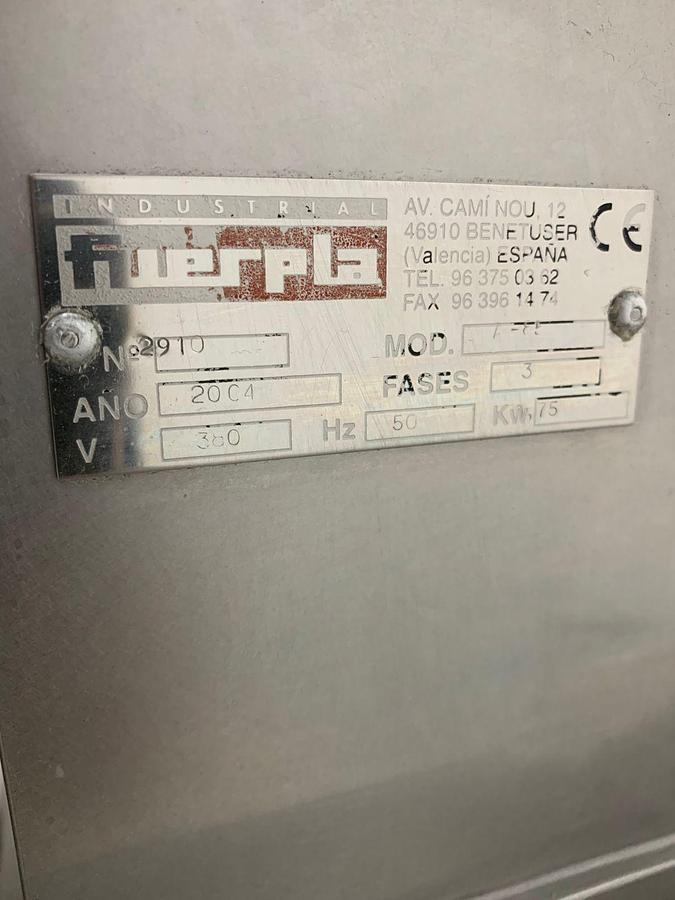 INDUSTRIAL
fuerpla
AV. CAMÍ NOU, 12
46910 BENETUSER
(Valencia) ESPAÑA
TEL. 96 375 03 62
FAX 96 396 14 74
CE
Nº 2910
MOD.
AÑO 2004
FASES 3
V 380
Hz 50
Kw,75